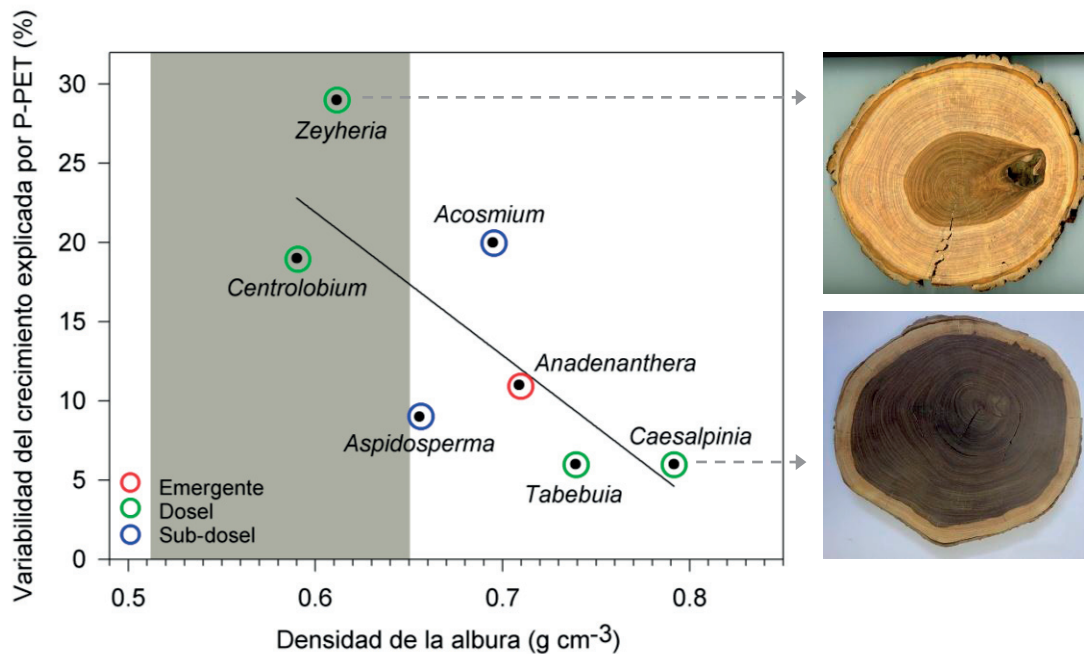 Variabilidad del crecimiento explicada por P-PET (%)
30
25
20
15
10
5
0
Zeyheria
Acosmium
Centrolobium
Anadenanthera
Aspidosperma
Caesalpinia
Tabebuia
Emergente
Dosel
Sub-dosel
0.5 0.6 0.7 0.8
Densidad de la albura (g cm-3)